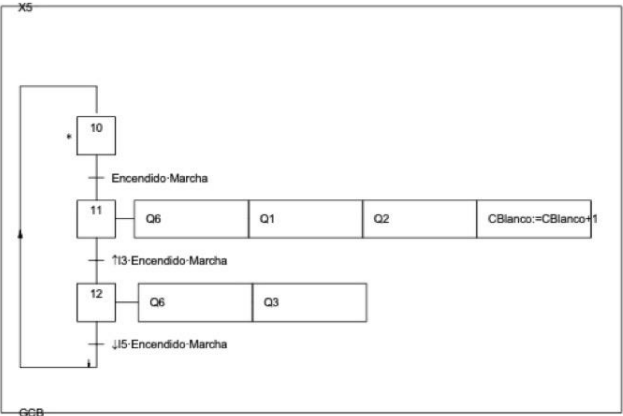 X5
10
*
Encendido·Marcha
11
Q6 Q1 Q2 CBlanco:=CBlanco+1
↑I3·Encendido·Marcha
12
Q6 Q3
↓I5·Encendido·Marcha
GCB